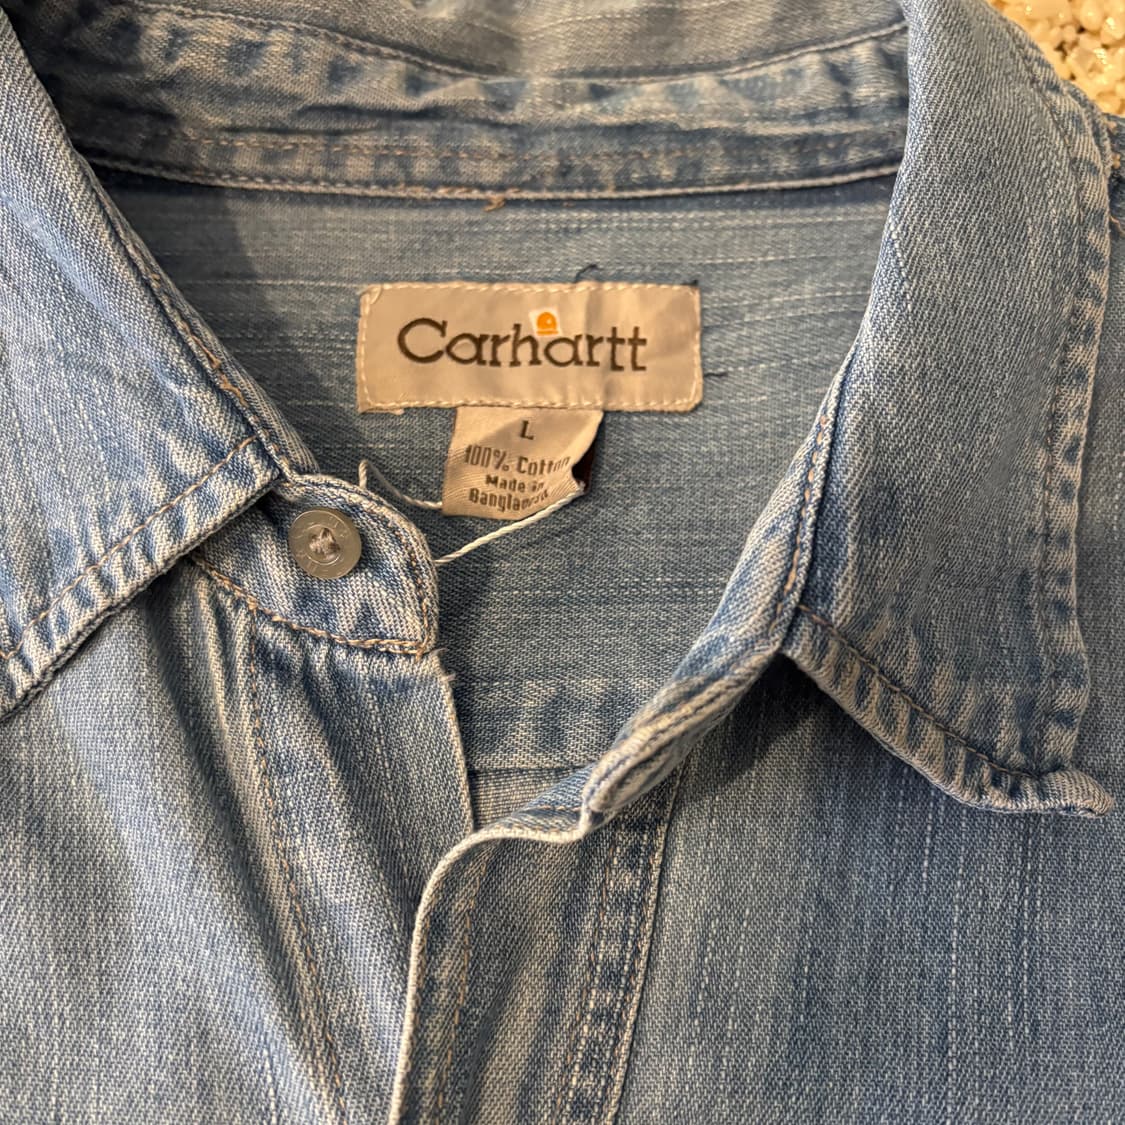 Carhartt
L
100% Cotton
Made in
Bangladesh